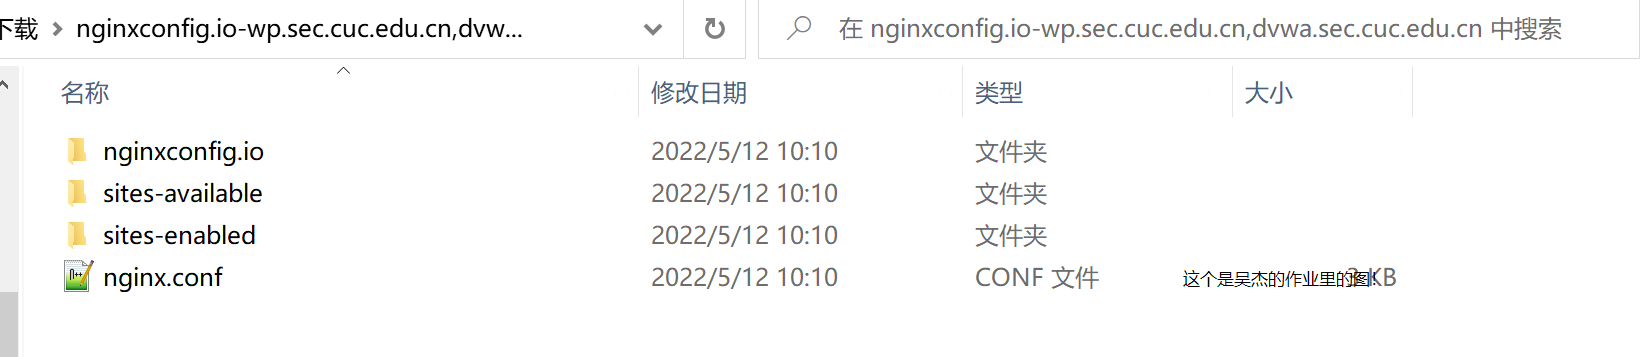 下载 nginxconfig.io-wp.sec.cuc.edu.cn,dvw... 在 nginxconfig.io-wp.sec.cuc.edu.cn,dvwa.sec.cuc.edu.cn 中搜索
名称 修改日期 类型 大小
nginxconfig.io 2022/5/12 10:10 文件夹
sites-available 2022/5/12 10:10 文件夹
sites-enabled 2022/5/12 10:10 文件夹
nginx.conf 2022/5/12 10:10 CONF 文件 这个是吴杰的作业里的图! 3 KB